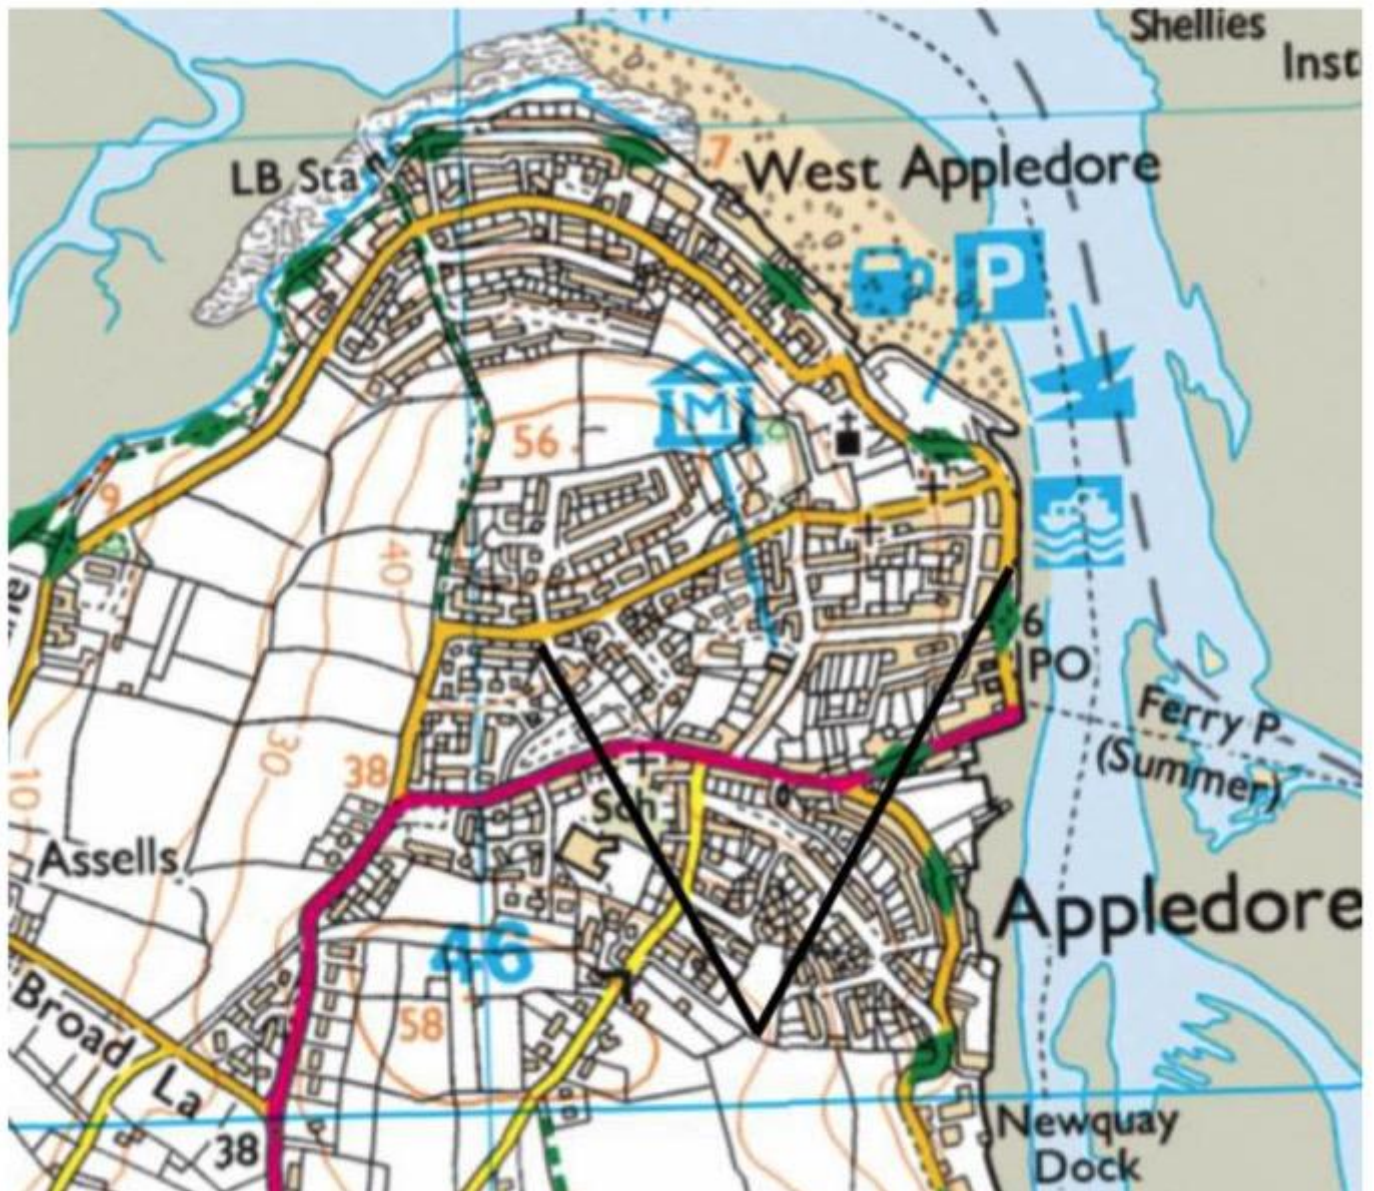 Shellies
Inst
7
West Appledore
LB Sta
P
M
56
9
40
6
PO
Ferry P
(Summer)
30
38
10
Sch
Assells
Appledore
46
58
Broad La
38
Newquay
Dock